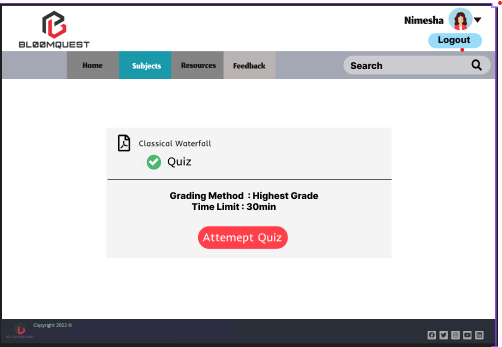 Nimesha
BLOOMQUEST
Logout
Home
Subjects
Resources
Feedback
Search
Classical Waterfall
Quiz
Grading Method : Highest Grade
Time Limit : 30min
Attemept Quiz
Copyright 2022 ©
BLOOMQUEST